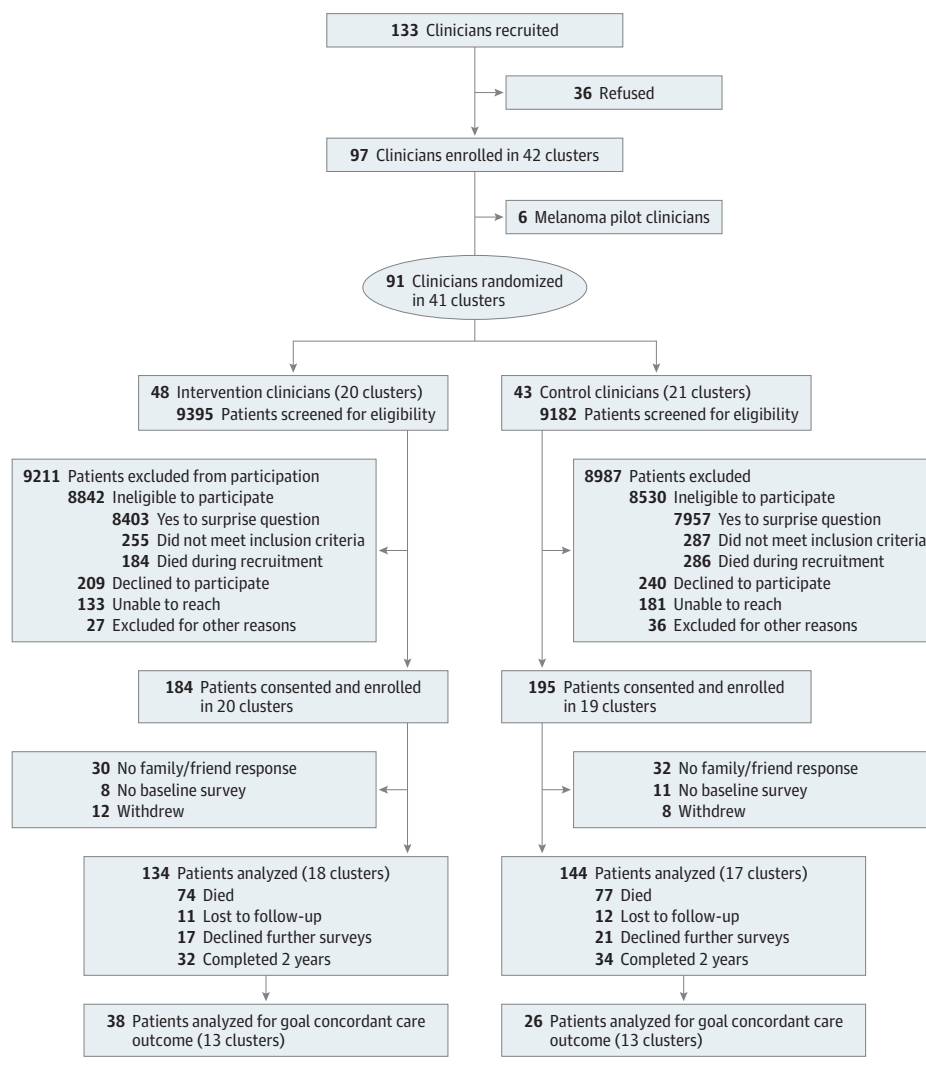 133 Clinicians recruited
36 Refused
97 Clinicians enrolled in 42 clusters
6 Melanoma pilot clinicians
91 Clinicians randomized
in 41 clusters
48 Intervention clinicians (20 clusters)
9395 Patients screened for eligibility
43 Control clinicians (21 clusters)
9182 Patients screened for eligibility
9211 Patients excluded from participation
8842 Ineligible to participate
8403 Yes to surprise question
255 Did not meet inclusion criteria
184 Died during recruitment
209 Declined to participate
133 Unable to reach
27 Excluded for other reasons
8987 Patients excluded
8530 Ineligible to participate
7957 Yes to surprise question
287 Did not meet inclusion criteria
286 Died during recruitment
240 Declined to participate
181 Unable to reach
36 Excluded for other reasons
184 Patients consented and enrolled
in 20 clusters
195 Patients consented and enrolled
in 19 clusters
30 No family/friend response
8 No baseline survey
12 Withdrew
32 No family/friend response
11 No baseline survey
8 Withdrew
134 Patients analyzed (18 clusters)
74 Died
11 Lost to follow-up
17 Declined further surveys
32 Completed 2 years
144 Patients analyzed (17 clusters)
77 Died
12 Lost to follow-up
21 Declined further surveys
34 Completed 2 years
38 Patients analyzed for goal concordant care
outcome (13 clusters)
26 Patients analyzed for goal concordant care
outcome (13 clusters)